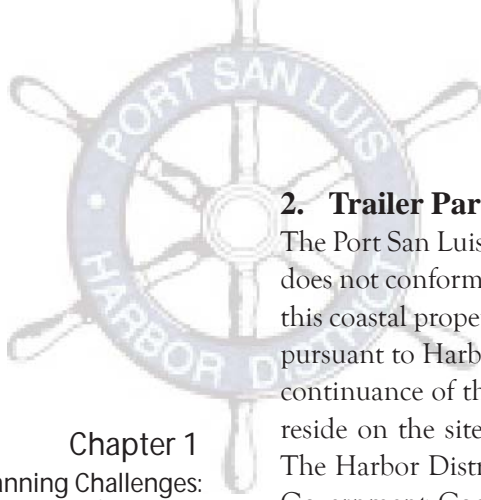 PORT SAN LUIS
HARBOR DISTRICT
2. Trailer Par
The Port San Luis
does not conform
this coastal prope
pursuant to Harb
continuance of th
reside on the site
The Harbor Distr
Chapter 1
anning Challenges: